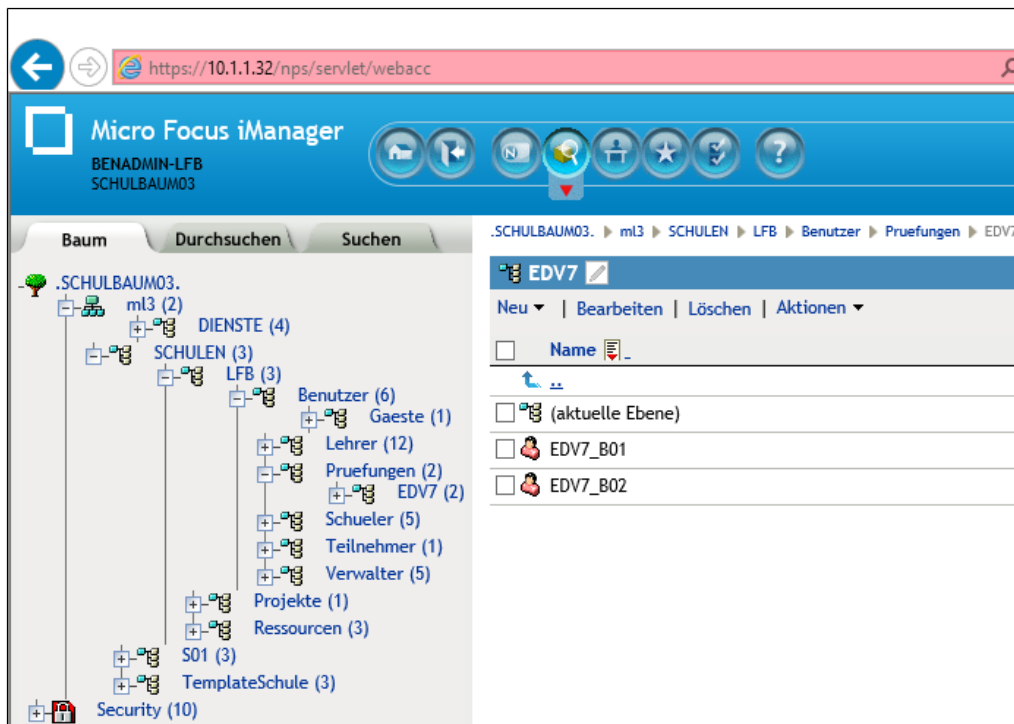 https://10.1.1.32/nps/servlet/webacc
Micro Focus iManager
BENADMIN-LFB
SCHULBAUM03
N
?
Baum Durchsuchen Suchen
.SCHULBAUM03.
ml3 (2)
DIENSTE (4)
SCHULEN (3)
LFB (3)
Benutzer (6)
Gaeste (1)
Lehrer (12)
Pruefungen (2)
EDV7 (2)
Schueler (5)
Teilnehmer (1)
Verwalter (5)
Projekte (1)
Ressourcen (3)
S01 (3)
TemplateSchule (3)
Security (10)
.SCHULBAUM03. ml3 SCHULEN LFB Benutzer Pruefungen EDV7
EDV7
Neu | Bearbeiten | Löschen | Aktionen
Name
..
(aktuelle Ebene)
EDV7_B01
EDV7_B02